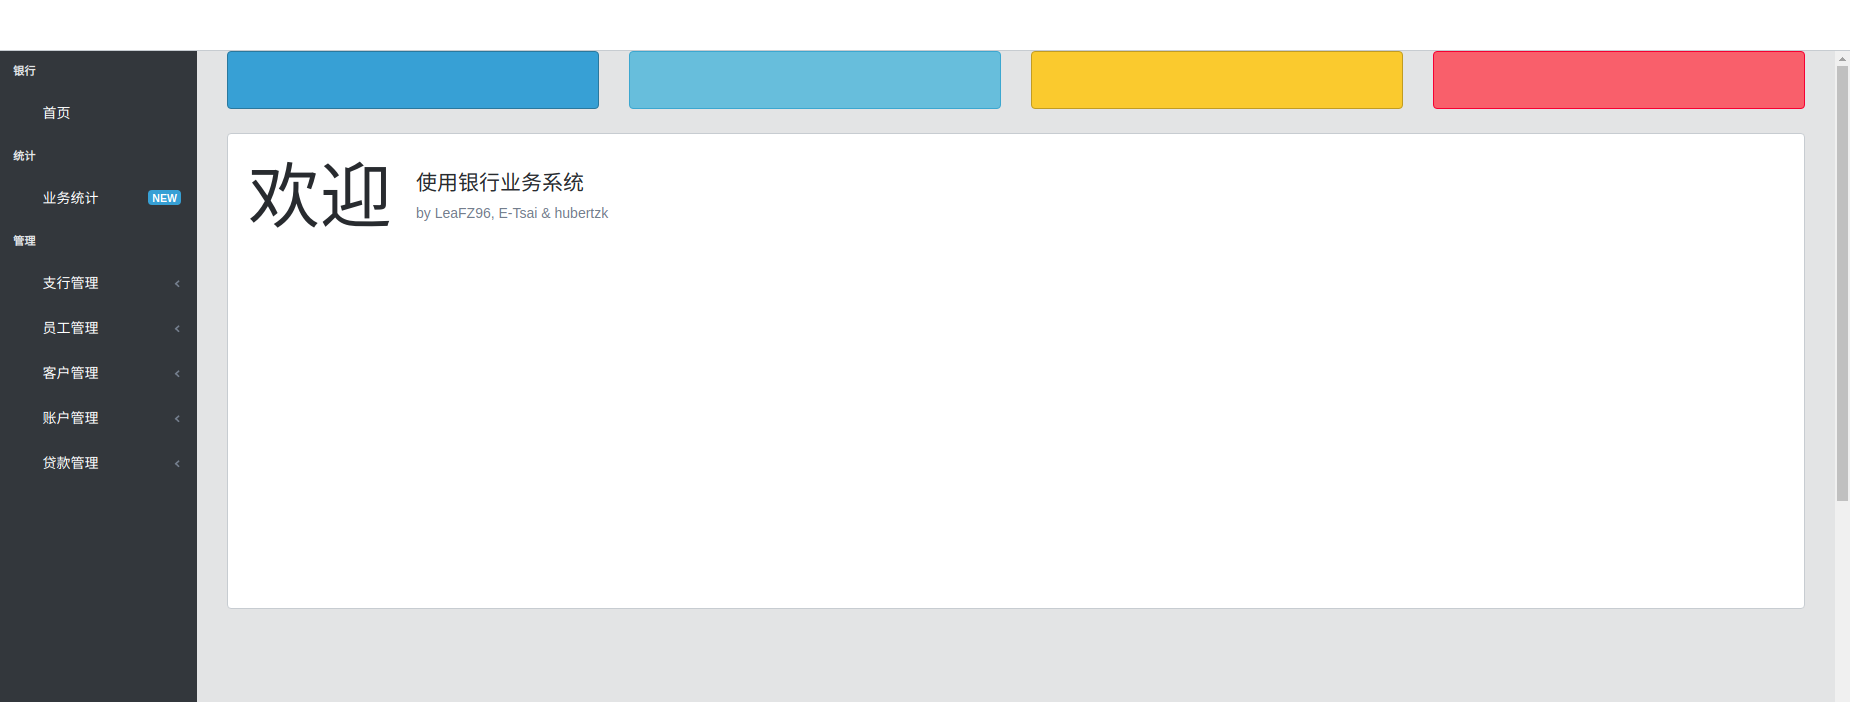 银行
首页
统计
业务统计 NEW
管理
支行管理
员工管理
客户管理
账户管理
贷款管理
欢迎
使用银行业务系统
by LeaFZ96, E-Tsai & hubertzk